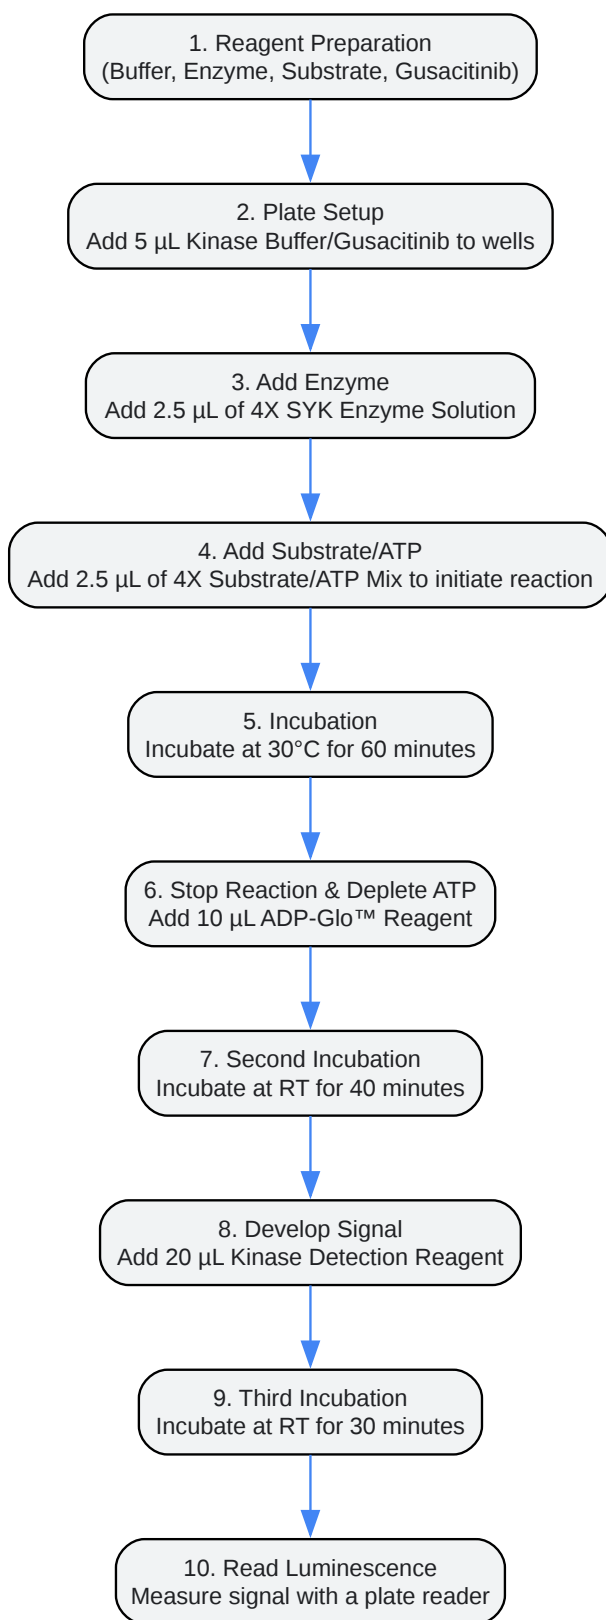 1. Reagent Preparation
(Buffer, Enzyme, Substrate, Gusacitinib)
2. Plate Setup
Add 5 µL Kinase Buffer/Gusacitinib to wells
3. Add Enzyme
Add 2.5 µL of 4X SYK Enzyme Solution
4. Add Substrate/ATP
Add 2.5 µL of 4X Substrate/ATP Mix to initiate reaction
5. Incubation
Incubate at 30°C for 60 minutes
6. Stop Reaction & Deplete ATP
Add 10 µL ADP-Glo™ Reagent
7. Second Incubation
Incubate at RT for 40 minutes
8. Develop Signal
Add 20 µL Kinase Detection Reagent
9. Third Incubation
Incubate at RT for 30 minutes
10. Read Luminescence
Measure signal with a plate reader